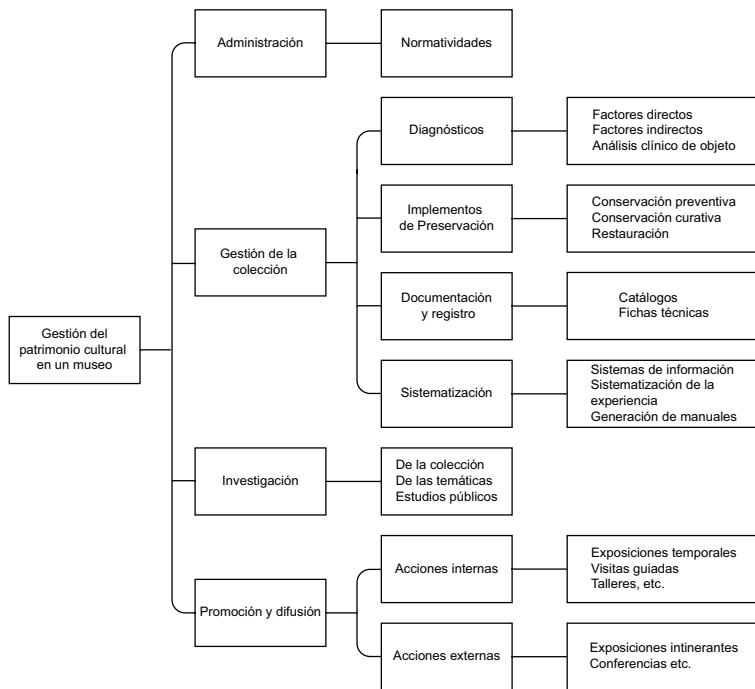 Gestión del
patrimonio cultural
en un museo
Administración
Normatividades
Gestión de la
colección
Diagnósticos
Factores directos
Factores indirectos
Análisis clínico de objeto
Implementos
de Preservación
Conservación preventiva
Conservación curativa
Restauración
Documentación
y registro
Catálogos
Fichas técnicas
Sistematización
Sistemas de información
Sistematización de la
experiencia
Generación de manuales
Investigación
De la colección
De las temáticas
Estudios públicos
Promoción y difusión
Acciones internas
Exposiciones temporales
Visitas guiadas
Talleres, etc.
Acciones externas
Exposiciones intinerantes
Conferencias etc.